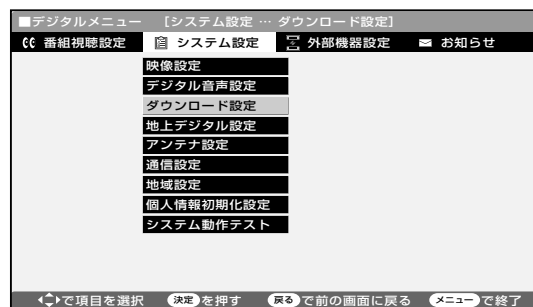 ■デジタルメニュー [システム設定 … ダウンロード設定]
番組視聴設定 システム設定 外部機器設定 お知らせ
映像設定
デジタル音声設定
ダウンロード設定
地上デジタル設定
アンテナ設定
通信設定
地域設定
個人情報初期化設定
システム動作テスト
で項目を選択 決定を押す 戻るで前の画面に戻る メニューで終了